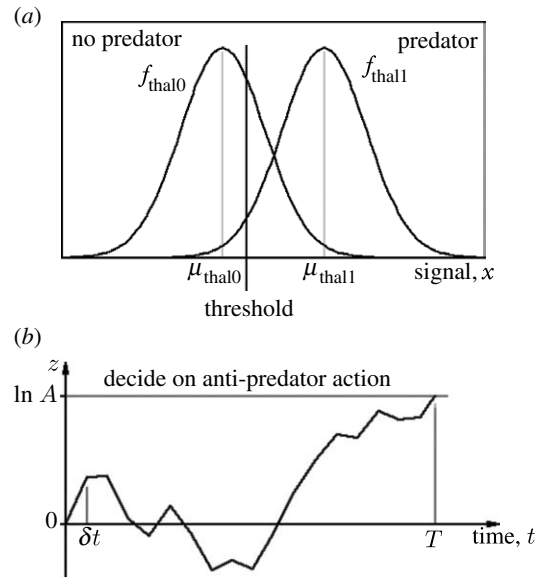 (a)
no predator predator
f_thal0 f_thal1
μ_thal0 μ_thal1 signal, x
threshold
(b)
z
decide on anti-predator action
ln A
0
δt T time, t